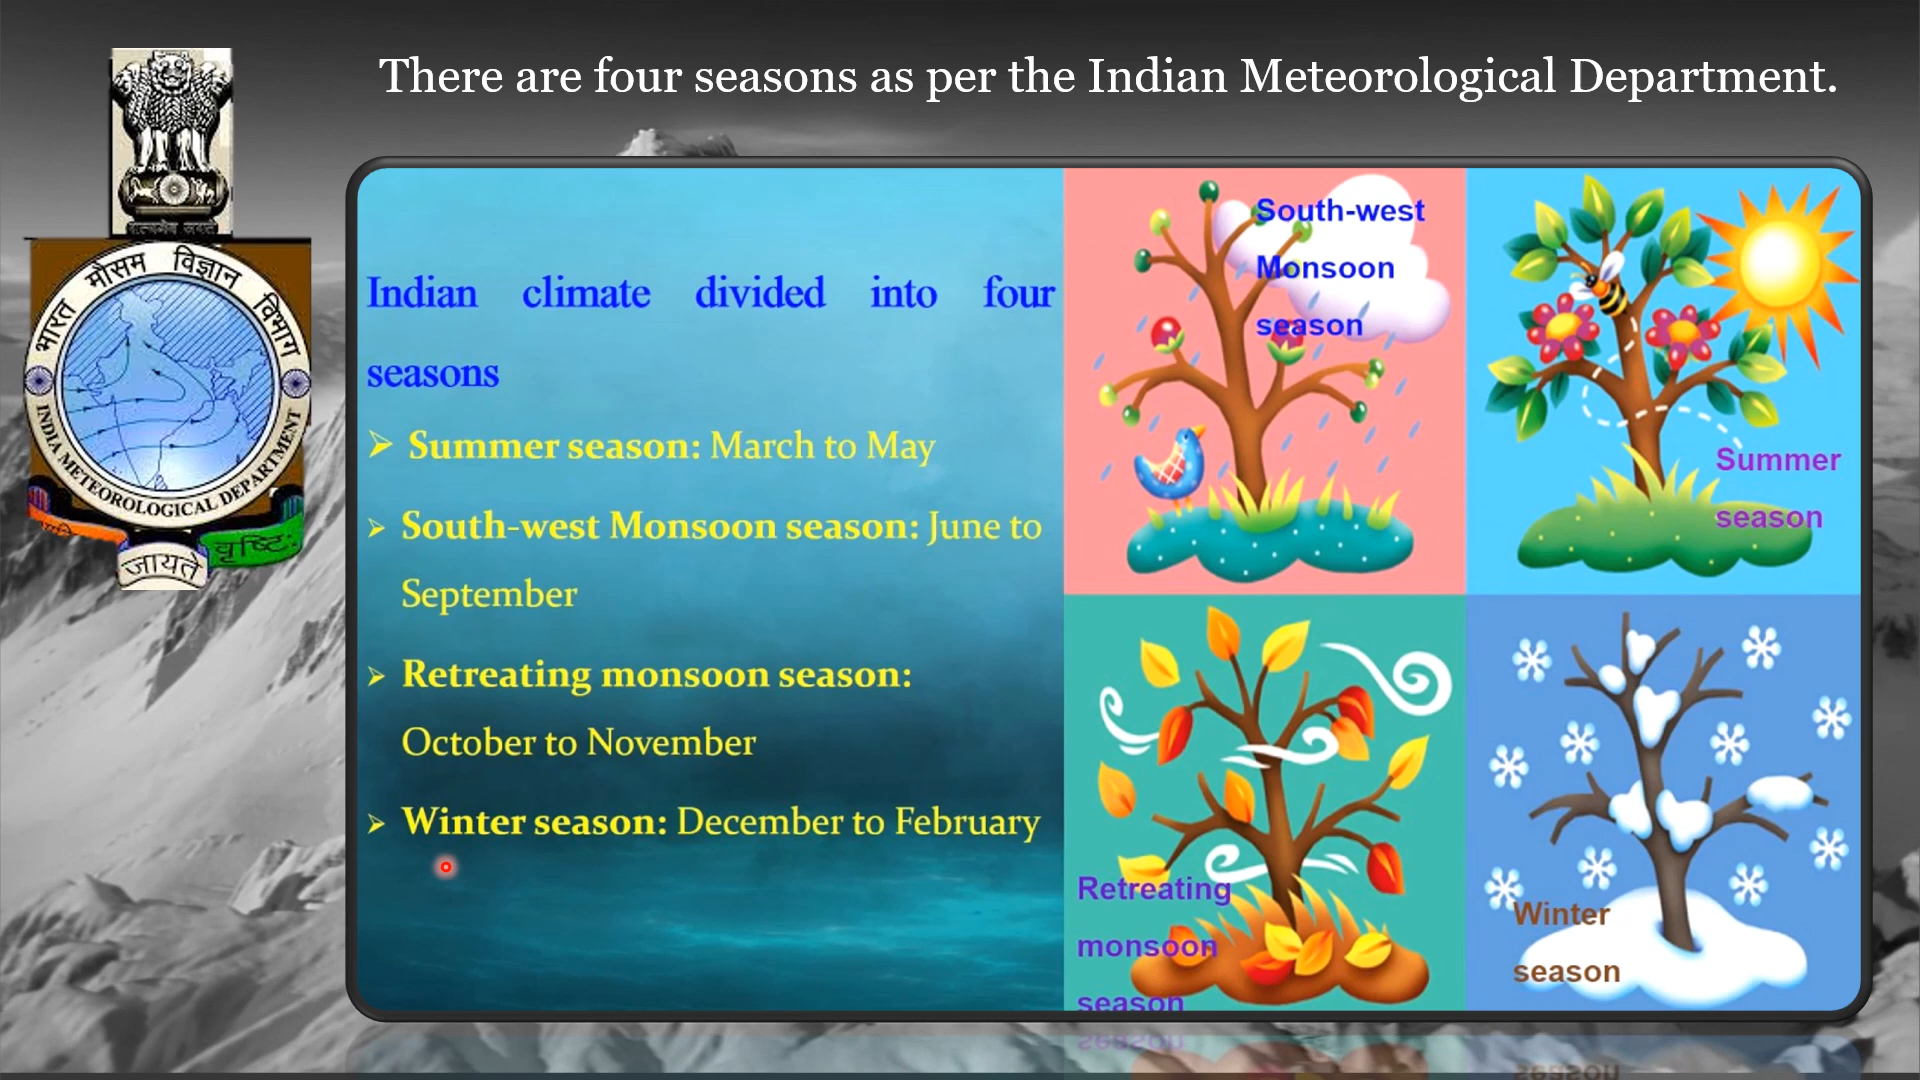 There are four seasons as per the Indian Meteorological Department.
भारत मौसम विज्ञान विभाग
INDIA METEOROLOGICAL DEPARTMENT
जायते
वृष्टि:
Indian climate divided into four
seasons
➢ Summer season: March to May
➢ South-west Monsoon season: June to
September
➢ Retreating monsoon season:
October to November
➢ Winter season: December to February
South-west
Monsoon
season
Summer
season
Retreating
monsoon
season
Winter
season